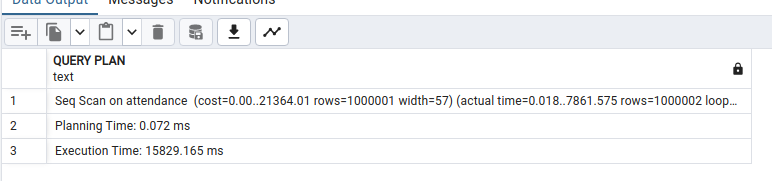 Data Output Messages Notifications
QUERY PLAN
text
1 Seq Scan on attendance (cost=0.00..21364.01 rows=1000001 width=57) (actual time=0.018..7861.575 rows=1000002 loop...
2 Planning Time: 0.072 ms
3 Execution Time: 15829.165 ms